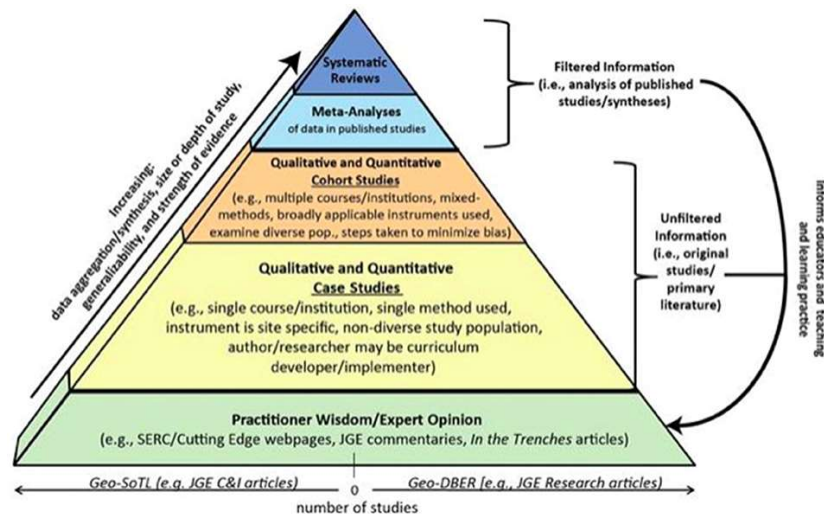 Systematic
Reviews
Meta-Analyses
of data in published studies
Qualitative and Quantitative
Cohort Studies
(e.g., multiple courses/institutions, mixed-
methods, broadly applicable instruments used,
examine diverse pop., steps taken to minimize bias)
Qualitative and Quantitative
Case Studies
(e.g., single course/institution, single method used,
instrument is site specific, non-diverse study population,
author/researcher may be curriculum
developer/implementer)
Practitioner Wisdom/Expert Opinion
(e.g., SERC/Cutting Edge webpages, JGE commentaries, In the Trenches articles)
Increasing:
data aggregation/synthesis, size or depth of study,
generalizability, and strength of evidence
Filtered Information
(i.e., analysis of published
studies/syntheses)
Unfiltered
Information
(i.e., original
studies/
primary
literature)
Informs educators and teaching
and learning practice
Geo-SoTL (e.g. JGE C&I articles)
0
Geo-DBER [e.g., JGE Research articles)
number of studies